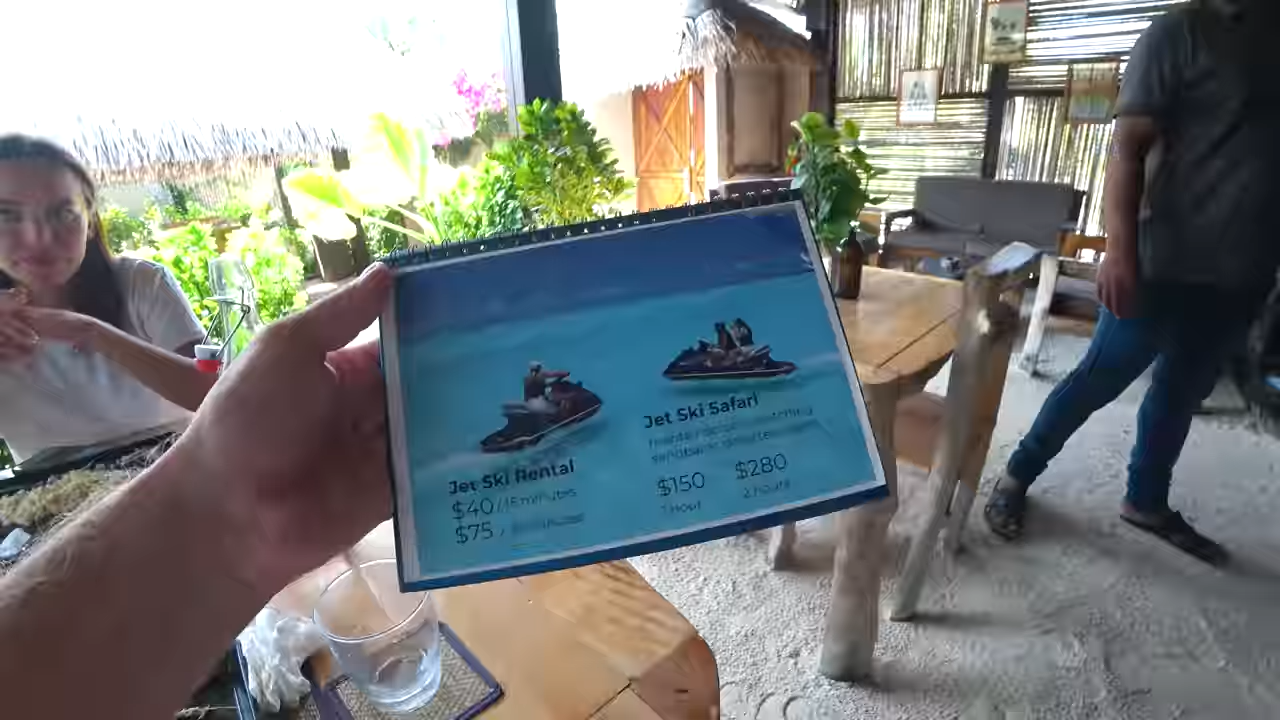 Jet Ski Rental
$40 /15 minutes
$75 /
Jet Ski Safari
$150
1 hour
$280
2 hours